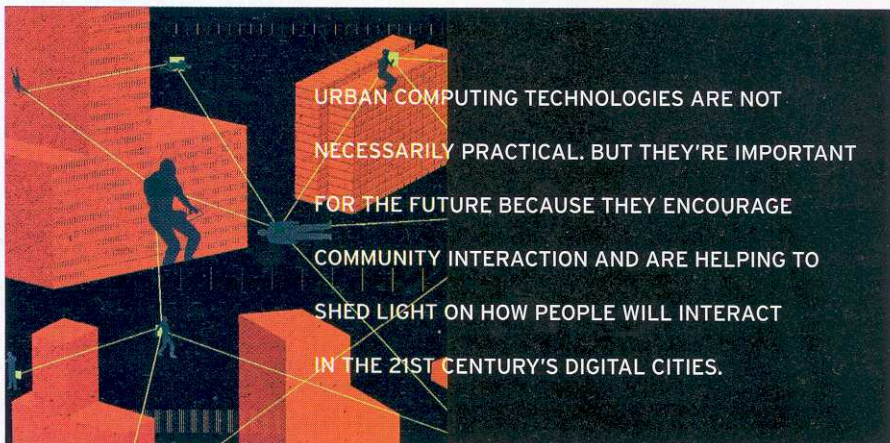 URBAN COMPUTING TECHNOLOGIES ARE NOT
NECESSARILY PRACTICAL. BUT THEY'RE IMPORTANT
FOR THE FUTURE BECAUSE THEY ENCOURAGE
COMMUNITY INTERACTION AND ARE HELPING TO
SHED LIGHT ON HOW PEOPLE WILL INTERACT
IN THE 21ST CENTURY'S DIGITAL CITIES.